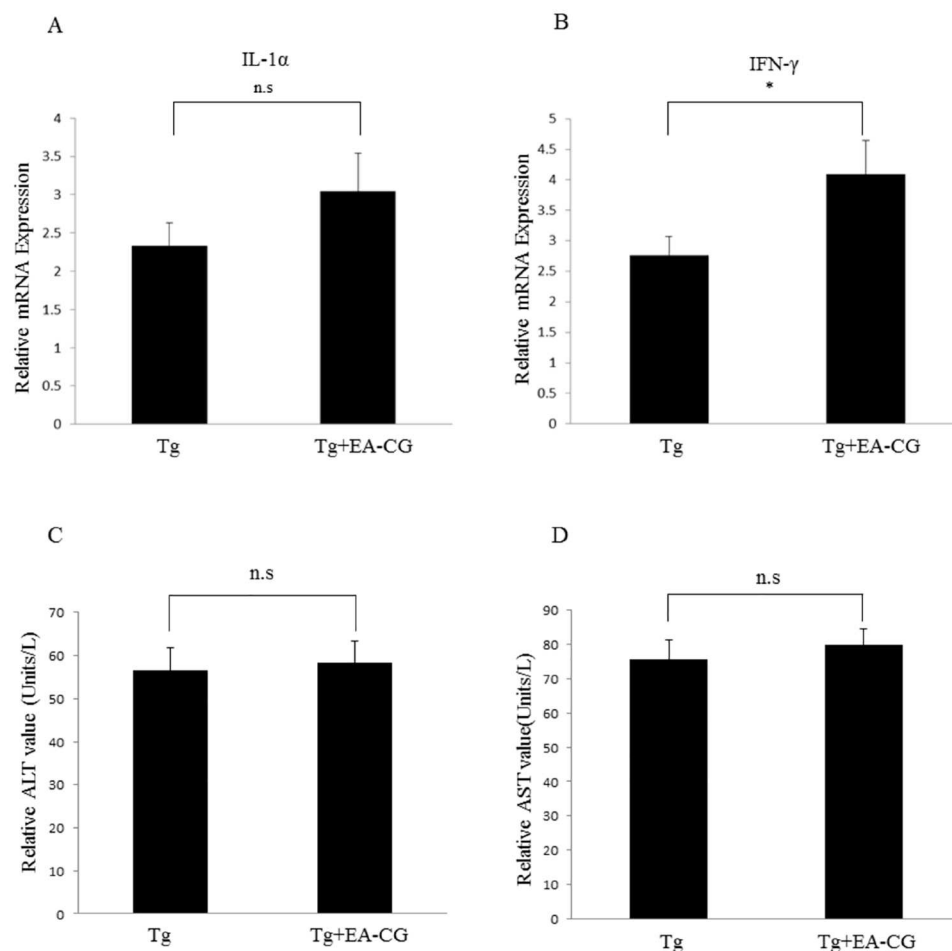 A
IL-1α
n.s
Relative mRNA Expression
4
3.5
3
2.5
2
1.5
1
0.5
0
Tg
Tg+EA-CG
B
IFN-γ
*
Relative mRNA Expression
5
4.5
4
3.5
3
2.5
2
1.5
1
0.5
0
Tg
Tg+EA-CG
C
n.s
Relative ALT value (Units/L)
70
60
50
40
30
20
10
0
Tg
Tg+EA-CG
D
n.s
Relative AST value(Units/L)
90
80
70
60
50
40
30
20
10
0
Tg
Tg+EA-CG